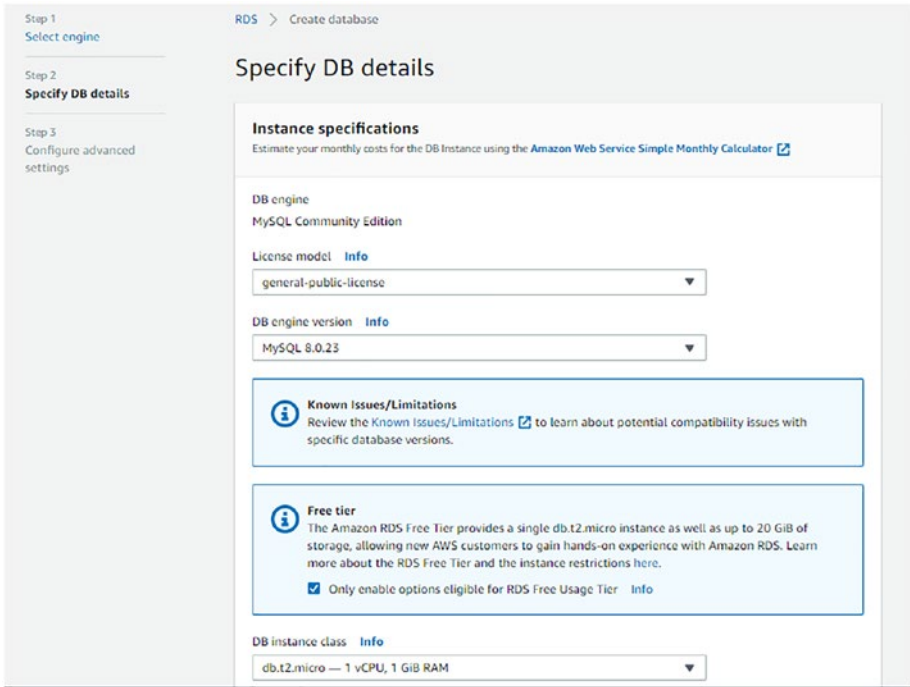 Step 1
Select engine
Step 2
Specify DB details
Step 3
Configure advanced
settings
RDS > Create database
Specify DB details
Instance specifications
Estimate your monthly costs for the DB Instance using the Amazon Web Service Simple Monthly Calculator
DB engine
MySQL Community Edition
License model Info
general-public-license
DB engine version Info
MySQL 8.0.23
Known Issues/Limitations
Review the Known Issues/Limitations to learn about potential compatibility issues with
specific database versions.
Free tier
The Amazon RDS Free Tier provides a single db.t2.micro instance as well as up to 20 GiB of
storage, allowing new AWS customers to gain hands-on experience with Amazon RDS. Learn
more about the RDS Free Tier and the instance restrictions here.
Only enable options eligible for RDS Free Usage Tier Info
DB instance class Info
db.t2.micro — 1 vCPU, 1 GiB RAM